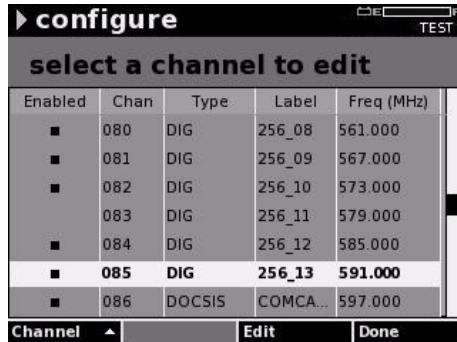 configure
E F
TEST
select a channel to edit
Enabled Chan Type Label Freq (MHz)
080 DIG 256_08 561.000
081 DIG 256_09 567.000
082 DIG 256_10 573.000
083 DIG 256_11 579.000
084 DIG 256_12 585.000
085 DIG 256_13 591.000
086 DOCSIS COMCA... 597.000
Channel Edit Done